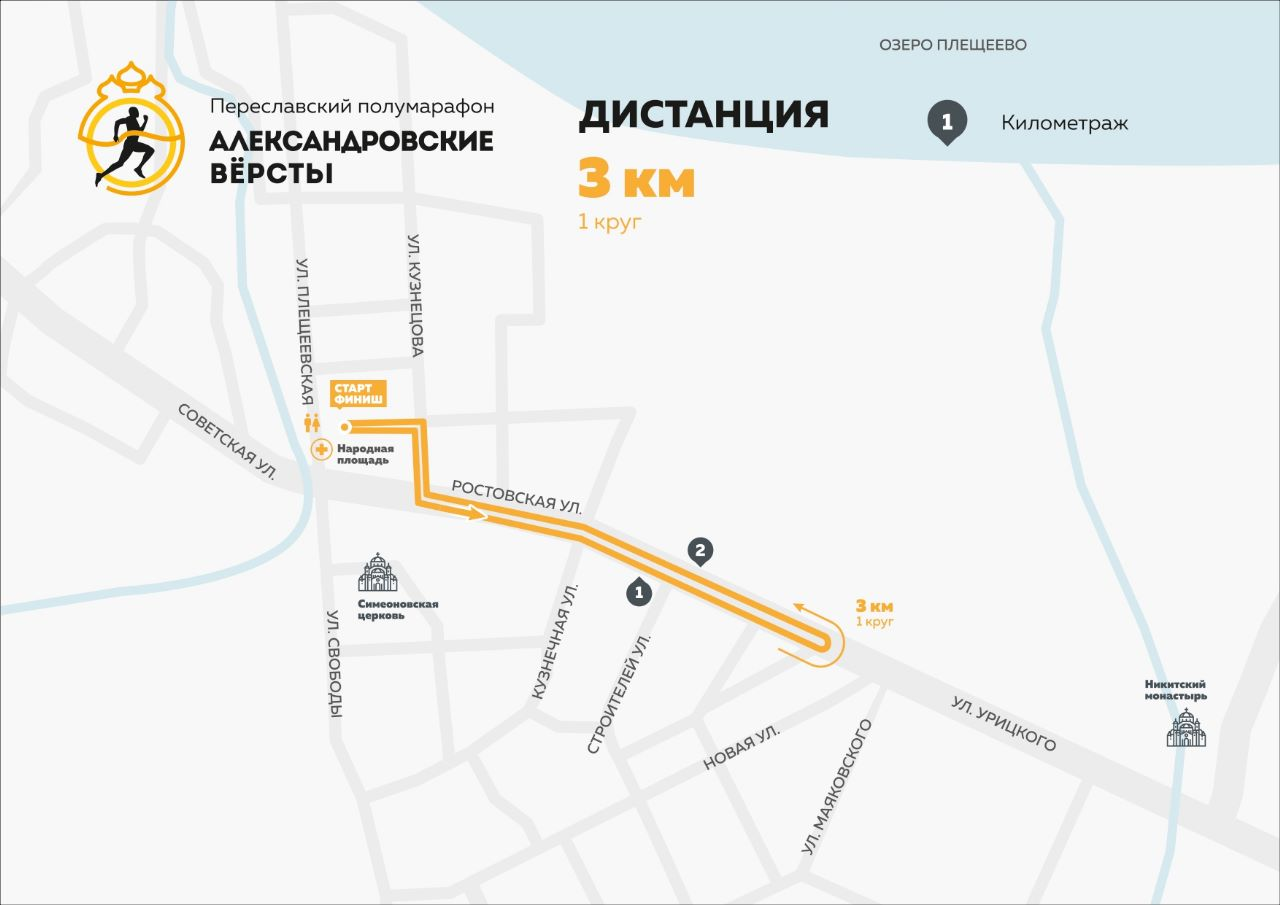 ОЗЕРО ПЛЕЩЕЕВО
Переславский полумарафон
АЛЕКСАНДРОВСКИЕ
ВЁРСТЫ
ДИСТАНЦИЯ
3 км
1 круг
1
Километраж
УЛ. ПЛЕЩЕЕВСКАЯ
УЛ. КУЗНЕЦОВА
СТАРТ
ФИНИШ
Народная
площадь
СОВЕТСКАЯ УЛ.
РОСТОВСКАЯ УЛ.
2
1
Симеоновская
церковь
3 км
1 круг
УЛ. СВОБОДЫ
КУЗНЕЧНАЯ УЛ.
СТРОИТЕЛЕЙ УЛ.
НОВАЯ УЛ.
УЛ. МАЯКОВСКОГО
УЛ. УРИЦКОГО
Никитский
монастырь